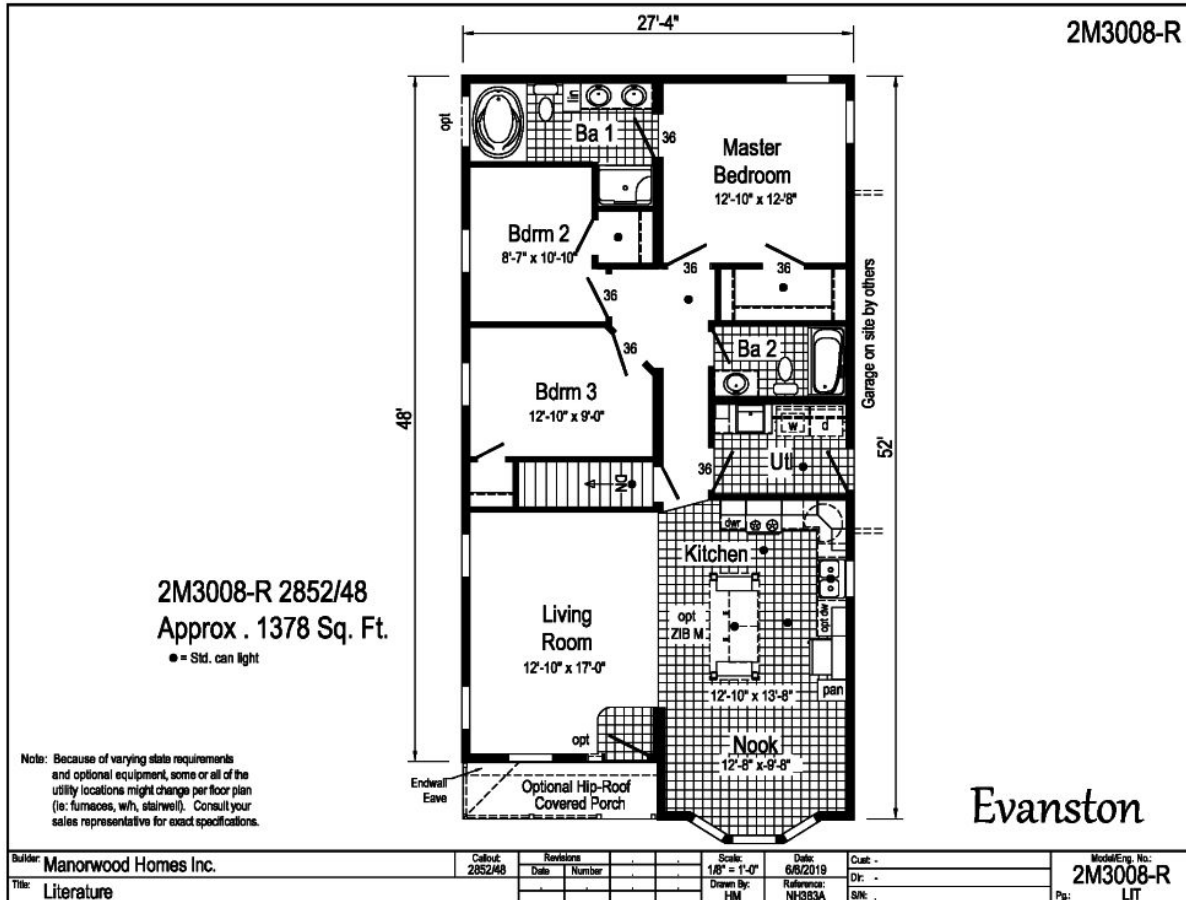 27'-4"
2M3008-R
opt
lin
Ba 1
36
Master
Bedroom
12'-10" x 12-'8"
Bdrm 2
8'-7" x 10'-10"
36
36
36
36
Garage on site by others
Ba 2
Bdrm 3
12'-10" x 9'-0"
48'
52'
w
d
Utl
36
DN
dwr
Kitchen
2M3008-R 2852/48
Approx . 1378 Sq. Ft.
● = Std. can light
Living
Room
12'-10" x 17'-0"
opt
ZIB M
opt dw
pan
12'-10" x 13'-8"
opt
Nook
12'-8" x 9'-8"
Note: Because of varying state requirements
and optional equipment, some or all of the
utility locations might change per floor plan
(ie: furnaces, w/h, stairwell). Consult your
sales representative for exact specifications.
Endwall
Eave
Optional Hip-Roof
Covered Porch
Evanston
Builder: Manorwood Homes Inc.
Title: Literature
Callout:
2852/48
Revisions
Date Number
Scale:
1/8" = 1'-0"
Date:
6/6/2019
Drawn By:
HM
Reference:
NH383A
Cust: -
Dlr: -
S/N: .
Model/Eng. No.:
2M3008-R
Pg.: LIT